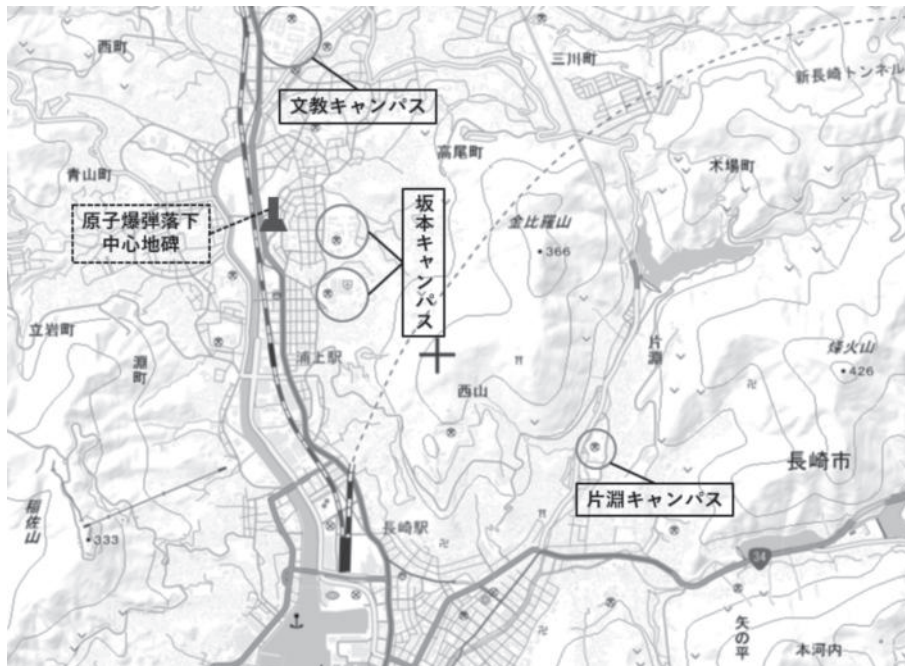 西町
三川町
新長崎トンネル
文教キャンパス
高尾町
木場町
青山町
原子爆弾落下
中心地碑
坂本キャンパス
金比羅山
366
立岩町
淵町
浦上駅
片淵
烽火山
426
西山
長崎市
片淵キャンパス
稲佐山
333
長崎駅
34
矢の平
本河内